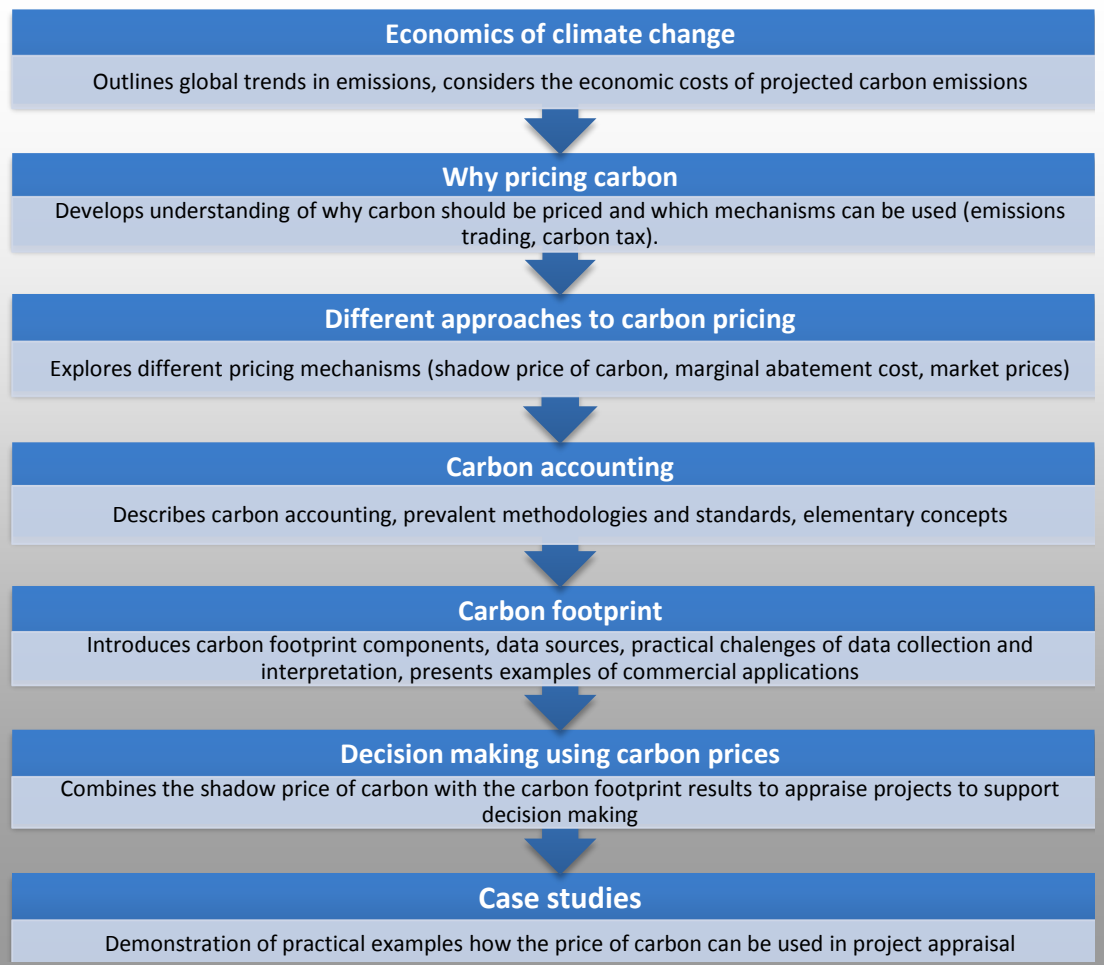 Economics of climate change
Outlines global trends in emissions, considers the economic costs of projected carbon emissions
Why pricing carbon
Develops understanding of why carbon should be priced and which mechanisms can be used (emissions
trading, carbon tax).
Different approaches to carbon pricing
Explores different pricing mechanisms (shadow price of carbon, marginal abatement cost, market prices)
Carbon accounting
Describes carbon accounting, prevalent methodologies and standards, elementary concepts
Carbon footprint
Introduces carbon footprint components, data sources, practical chalenges of data collection and
interpretation, presents examples of commercial applications
Decision making using carbon prices
Combines the shadow price of carbon with the carbon footprint results to appraise projects to support
decision making
Case studies
Demonstration of practical examples how the price of carbon can be used in project appraisal